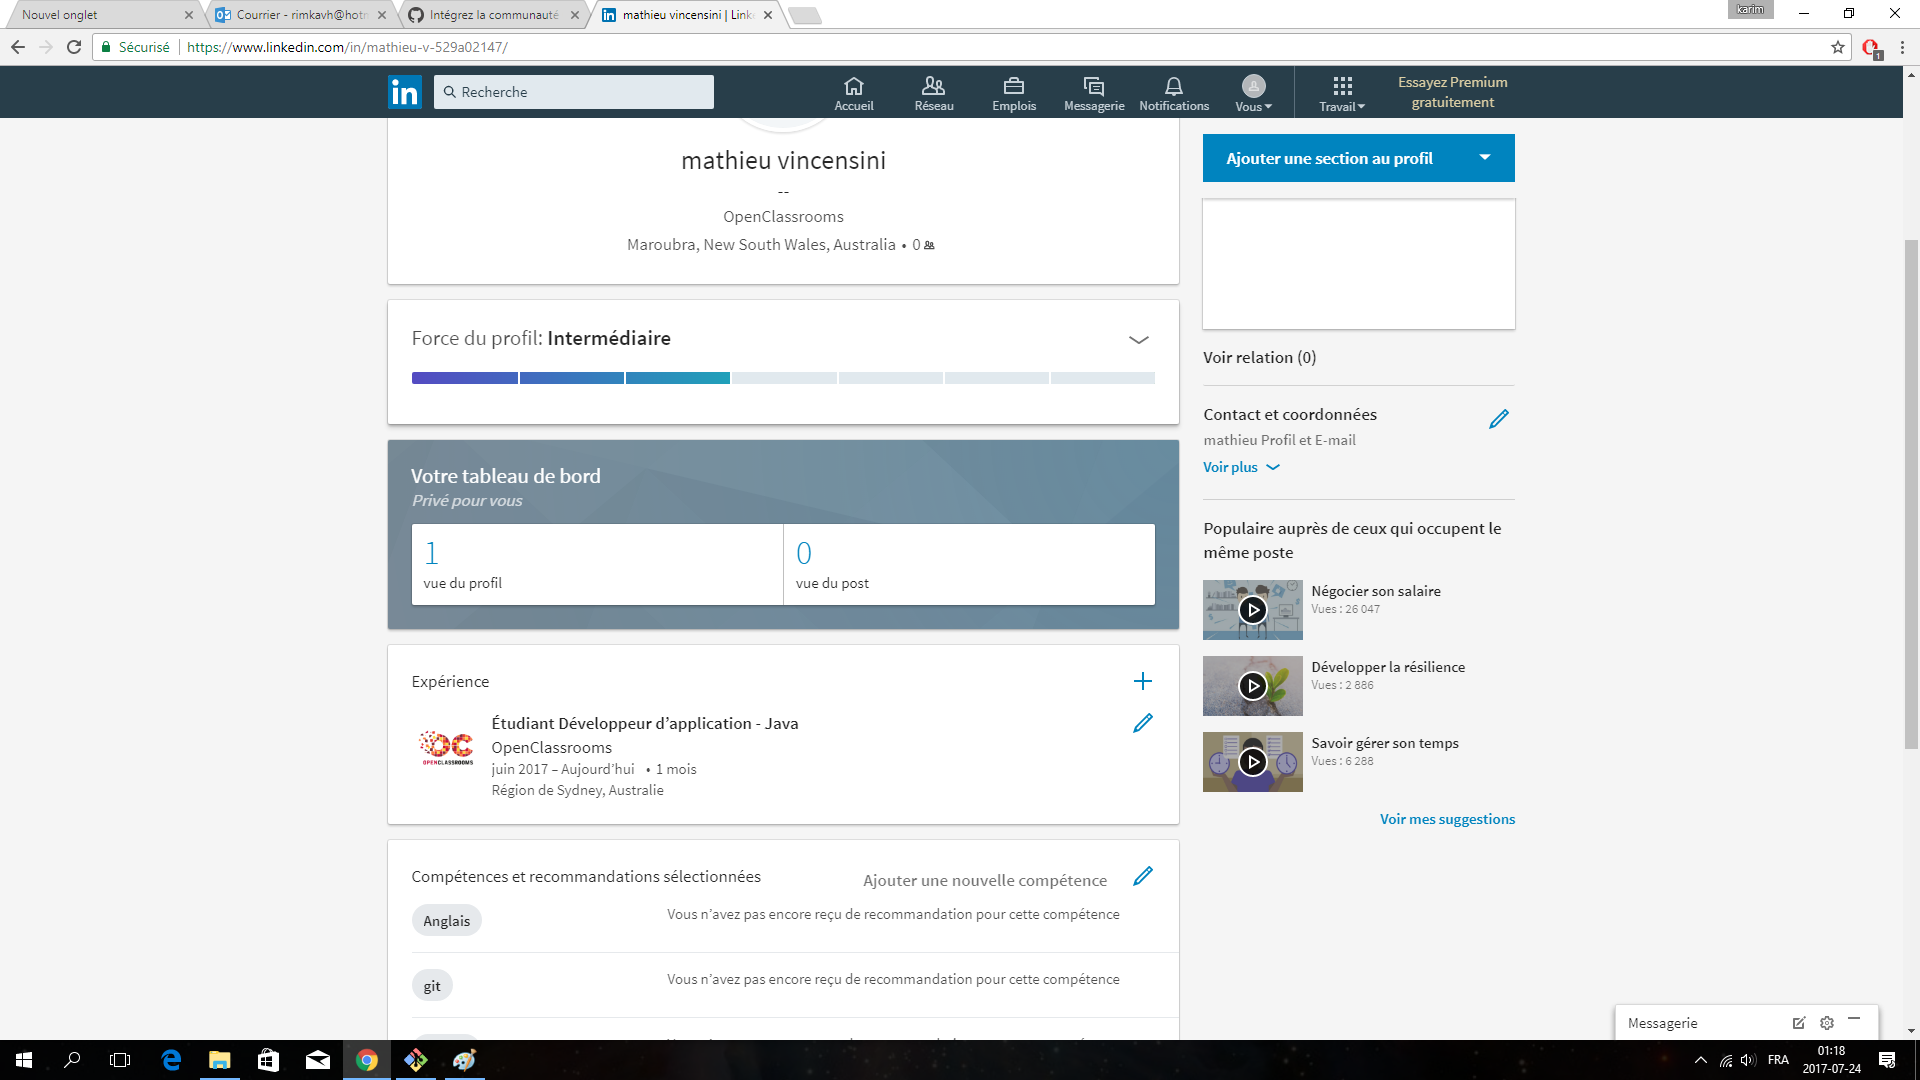 Nouvel onglet
Courrier - rimkavh@hotm
Intégrez la communauté
mathieu vincensini | Link
karim
Sécurisé
https://www.linkedin.com/in/mathieu-v-529a02147/
1
in
Recherche
Accueil
Réseau
Emplois
Messagerie
Notifications
Vous
Travail
Essayez Premium
gratuitement
mathieu vincensini
--
OpenClassrooms
Maroubra, New South Wales, Australia • 0
Force du profil: Intermédiaire
Votre tableau de bord
Privé pour vous
1
vue du profil
0
vue du post
Expérience
Étudiant Développeur d’application - Java
OC
OPENCLASSROOMS
OpenClassrooms
juin 2017 – Aujourd’hui • 1 mois
Région de Sydney, Australie
Compétences et recommandations sélectionnées
Ajouter une nouvelle compétence
Anglais
Vous n’avez pas encore reçu de recommandation pour cette compétence
git
Vous n’avez pas encore reçu de recommandation pour cette compétence
Ajouter une section au profil
Voir relation (0)
Contact et coordonnées
mathieu Profil et E-mail
Voir plus
Populaire auprès de ceux qui occupent le
même poste
Négocier son salaire
Vues : 26 047
Développer la résilience
Vues : 2 886
Savoir gérer son temps
Vues : 6 288
Voir mes suggestions
Messagerie
FRA
01:18
2017-07-24